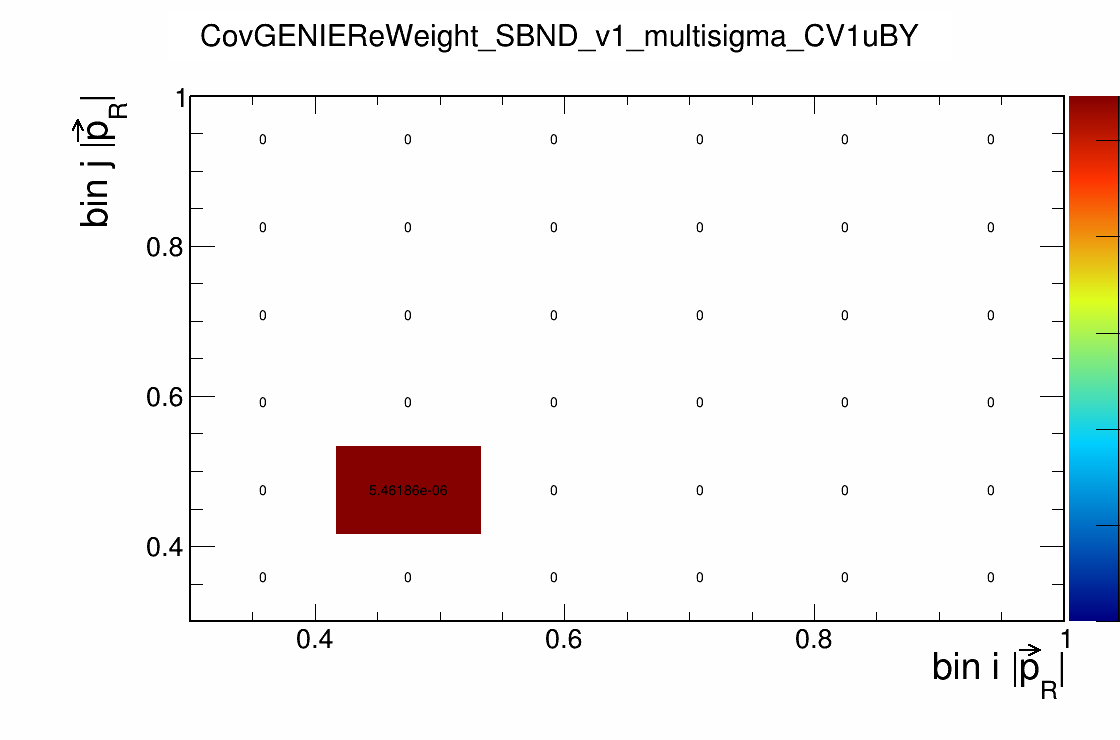 CovGENIEReWeight_SBND_v1_multisigma_CV1uBY
bin j |p⃗_R|
1
0 0 0 0 0 0
0 0 0 0 0 0
0.8
0 0 0 0 0 0
0.6
0 0 0 0 0 0
0 5.46186e-06 0 0 0 0
0.4
0 0 0 0 0 0
0.4 0.6 0.8 1
bin i |p⃗_R|